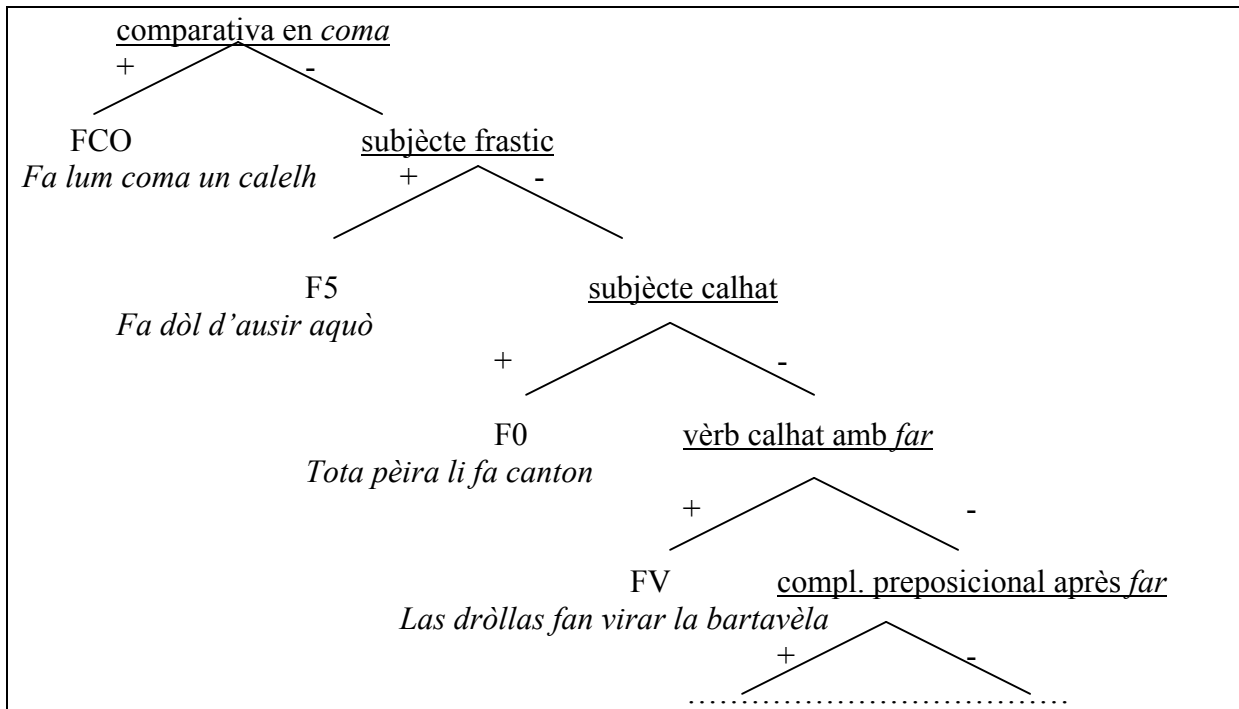 comparativa en coma
+ -
FCO subjècte frastic
Fa lum coma un calelh + -
F5 subjècte calhat
Fa dòl d’ausir aquò
+ -
F0 vèrb calhat amb far
Tota pèira li fa canton
+ -
FV compl. preposicional après far
Las dròllas fan virar la bartavèla
+ -
....................................